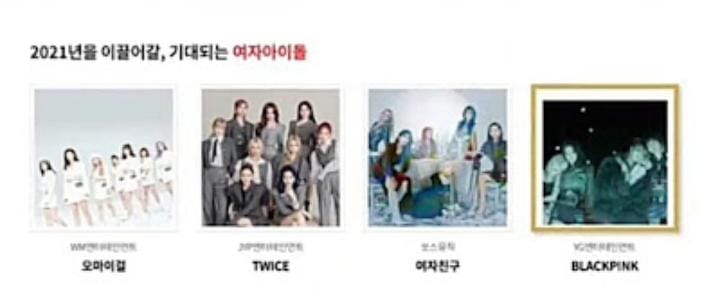 2021년을 이끌어갈, 기대되는 여자아이돌
WM엔터테인먼트
오마이걸
JYP엔터테인먼트
TWICE
쏘스뮤직
여자친구
YG엔터테인먼트
BLACKPINK